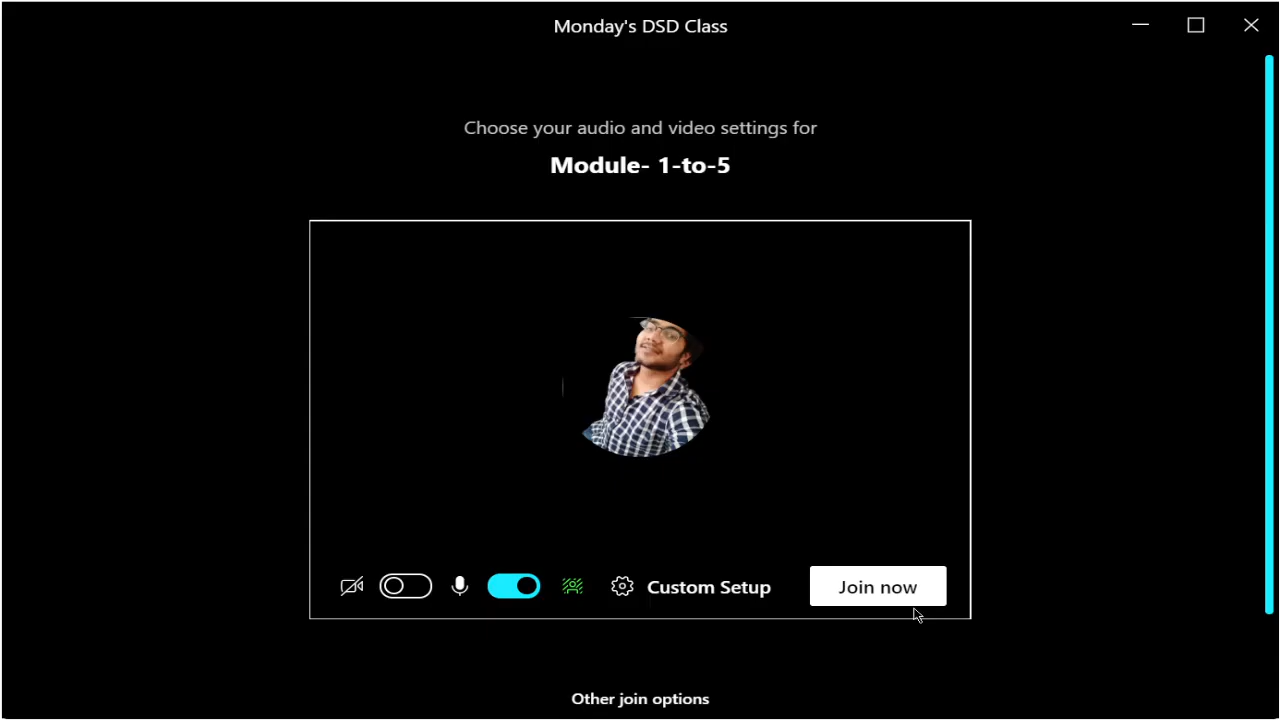 Monday's DSD Class
Choose your audio and video settings for
Module- 1-to-5
Custom Setup
Join now
Other join options